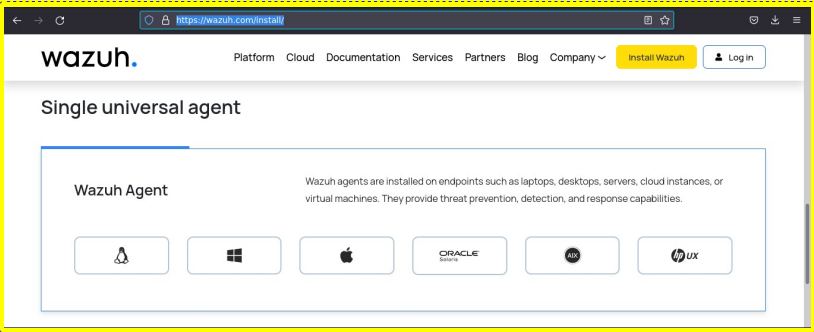 https://wazuh.com/install/
wazuh.
Platform Cloud Documentation Services Partners Blog Company Install Wazuh Log in
Single universal agent
Wazuh Agent
Wazuh agents are installed on endpoints such as laptops, desktops, servers, cloud instances, or
virtual machines. They provide threat prevention, detection, and response capabilities.
ORACLE
Solaris
AIX
hp UX